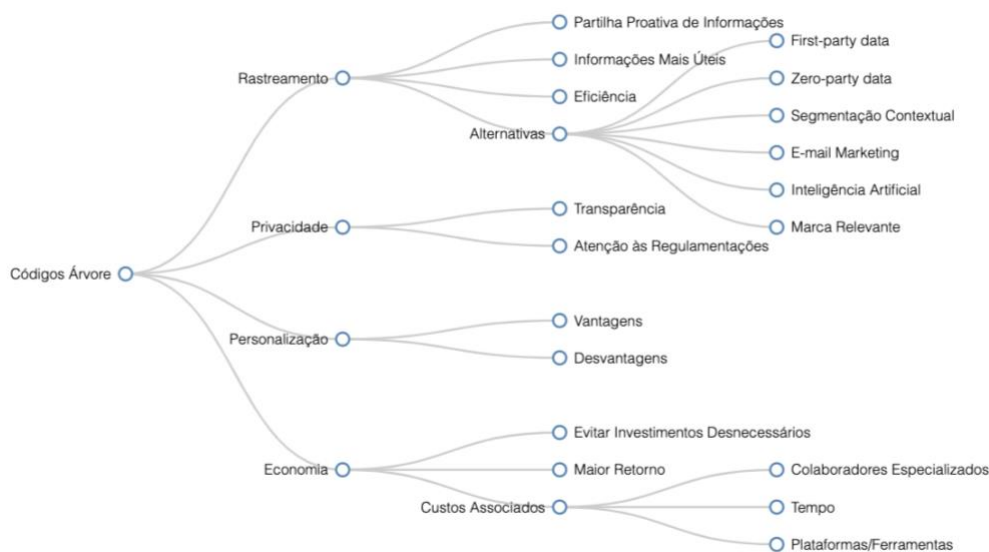 Partilha Proativa de Informações
First-party data
Informações Mais Úteis
Rastreamento
Zero-party data
Eficiência
Segmentação Contextual
Alternativas
E-mail Marketing
Inteligência Artificial
Transparência
Privacidade
Marca Relevante
Atenção às Regulamentações
Códigos Árvore
Vantagens
Personalização
Desvantagens
Evitar Investimentos Desnecessários
Economia
Maior Retorno
Colaboradores Especializados
Custos Associados
Tempo
Plataformas/Ferramentas